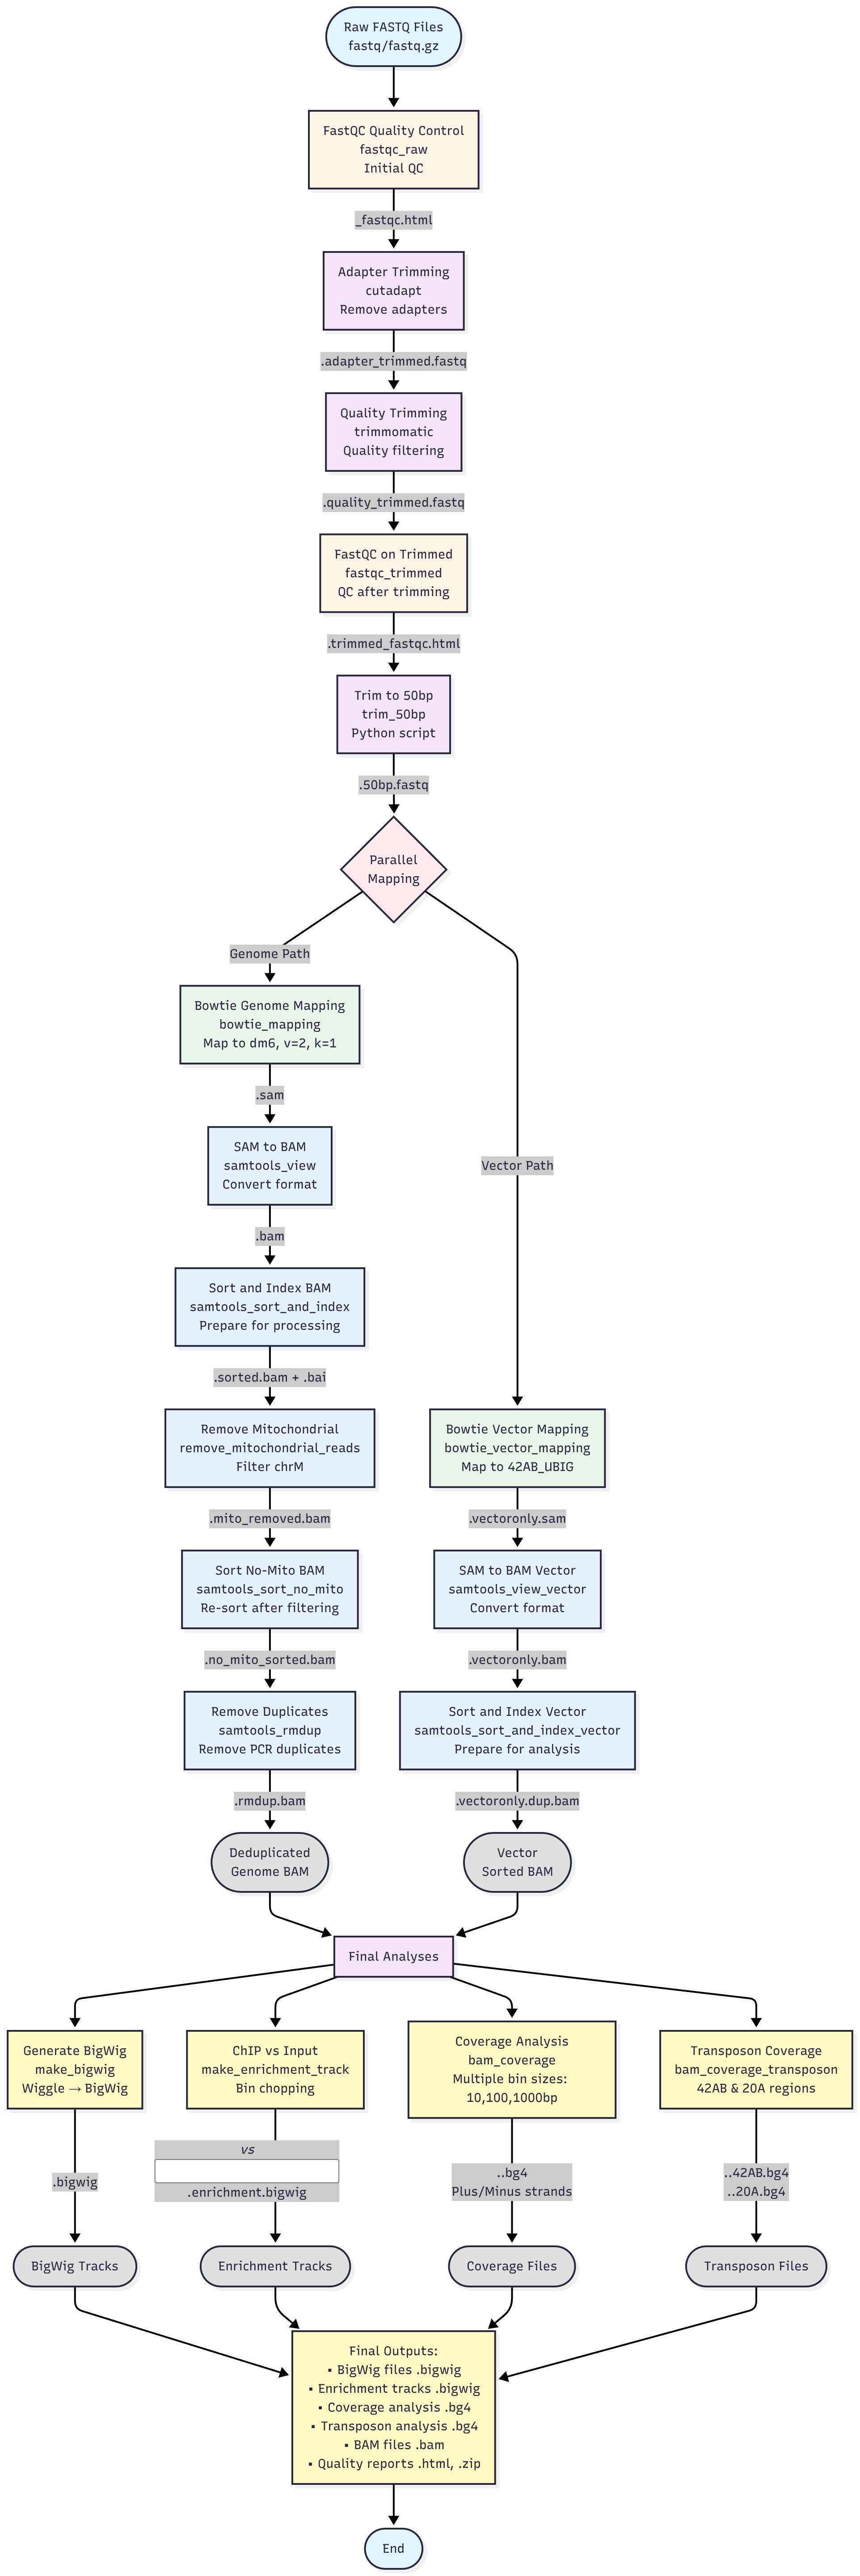 Raw FASTQ Files
fastq/fastq.gz
FastQC Quality Control
fastqc_raw
Initial QC
_fastqc.html
Adapter Trimming
cutadapt
Remove adapters
.adapter_trimmed.fastq
Quality Trimming
trimmomatic
Quality filtering
.quality_trimmed.fastq
FastQC on Trimmed
fastqc_trimmed
QC after trimming
.trimmed_fastqc.html
Trim to 50bp
trim_50bp
Python script
.50bp.fastq
Parallel
Mapping
Genome Path
Bowtie Genome Mapping
bowtie_mapping
Map to dm6, v=2, k=1
.sam
SAM to BAM
samtools_view
Convert format
Vector Path
.bam
Sort and Index BAM
samtools_sort_and_index
Prepare for processing
.sorted.bam + .bai
Remove Mitochondrial
remove_mitochondrial_reads
Filter chrM
Bowtie Vector Mapping
bowtie_vector_mapping
Map to 42AB_UBIG
.mito_removed.bam
.vectoronly.sam
Sort No-Mito BAM
samtools_sort_no_mito
Re-sort after filtering
SAM to BAM Vector
samtools_view_vector
Convert format
.no_mito_sorted.bam
.vectoronly.bam
Remove Duplicates
samtools_rmdup
Remove PCR duplicates
Sort and Index Vector
samtools_sort_and_index_vector
Prepare for analysis
.rmdup.bam
.vectoronly.dup.bam
Deduplicated
Genome BAM
Vector
Sorted BAM
Final Analyses
Generate BigWig
make_bigwig
Wiggle → BigWig
ChIP vs Input
make_enrichment_track
Bin chopping
Coverage Analysis
bam_coverage
Multiple bin sizes:
10,100,1000bp
Transposon Coverage
bam_coverage_transposon
42AB & 20A regions
.bigwig
vs
.enrichment.bigwig
..bg4
Plus/Minus strands
..42AB.bg4
..20A.bg4
BigWig Tracks
Enrichment Tracks
Coverage Files
Transposon Files
Final Outputs:
▪ BigWig files .bigwig
▪ Enrichment tracks .bigwig
▪ Coverage analysis .bg4
▪ Transposon analysis .bg4
▪ BAM files .bam
▪ Quality reports .html, .zip
End